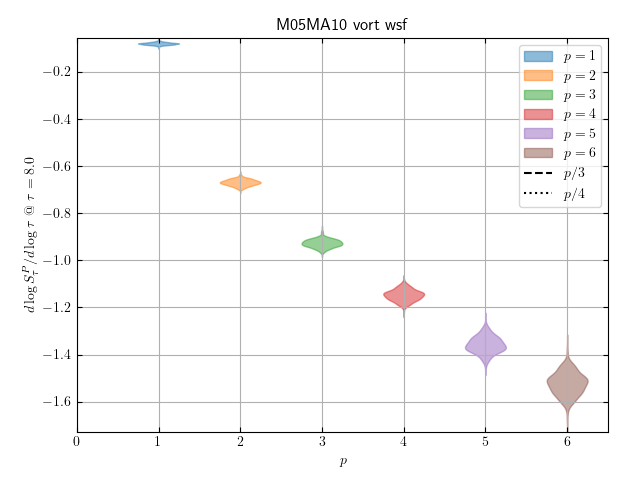 M05MA10 vort wsf
d log S_τ^P / d log τ @ τ = 8.0
−0.2
−0.4
−0.6
−0.8
−1.0
−1.2
−1.4
−1.6
p = 1
p = 2
p = 3
p = 4
p = 5
p = 6
p/3
p/4
0 1 2 3 4 5 6
p